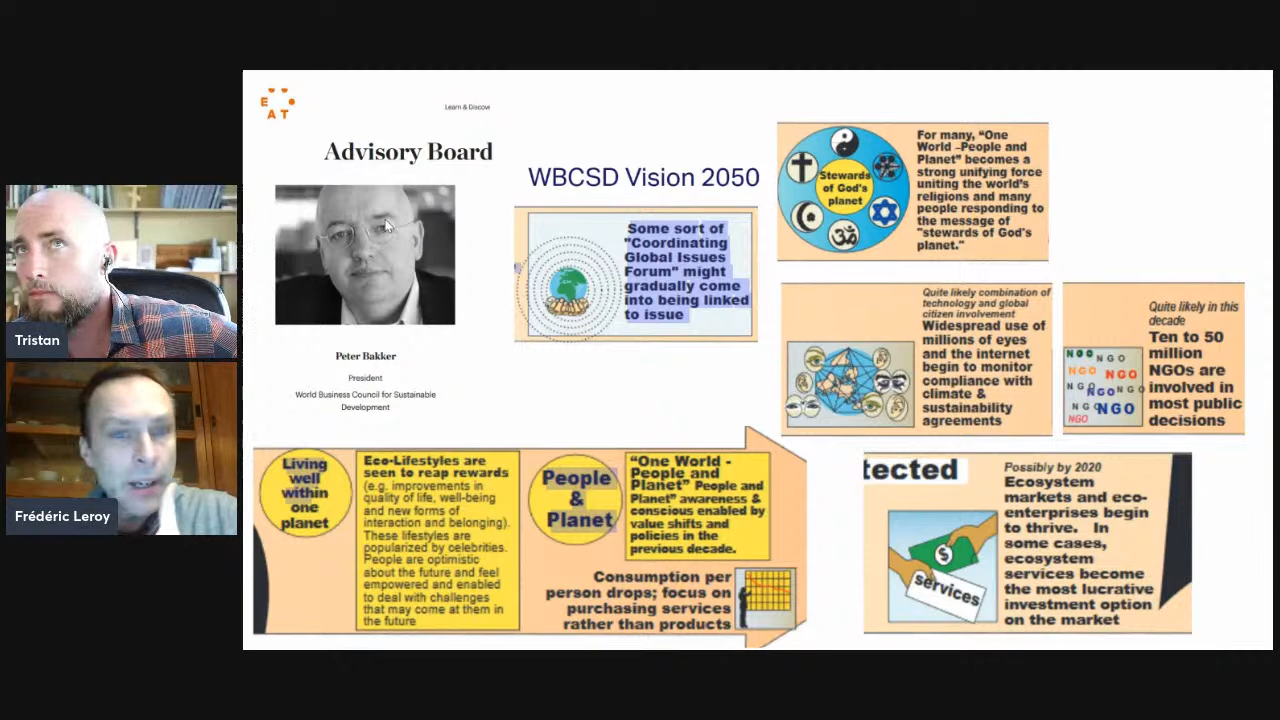 Tristan
Frédéric Leroy
E
A T
Learn & Discov
Advisory Board
Peter Bakker
President
World Business Council for Sustainable
Development
WBCSD Vision 2050
Some sort of
"Coordinating
Global Issues
Forum" might
gradually come
into being linked
to issue
Stewards
of God's
planet
For many, “One
World –People and
Planet” becomes a
strong unifying force
uniting the world’s
religions and many
people responding to
the message of
"stewards of God's
planet."
Quite likely combination of
technology and global
citizen involvement
Widespread use of
millions of eyes
and the internet
begin to monitor
compliance with
climate &
sustainability
agreements
NGO NGO
NGO NGO
NGO NGO
NGO NGO
NGO
Quite likely in this
decade
Ten to 50
million
NGOs are
involved in
most public
decisions
Living
well
within
one
planet
Eco-Lifestyles are
seen to reap rewards
(e.g. improvements in
quality of life, well-being
and new forms of
interaction and belonging).
These lifestyles are
popularized by celebrities.
People are optimistic
about the future and feel
empowered and enabled
to deal with challenges
that may come at them in
the future
People
&
Planet
“One World -
People and
Planet” People and
Planet” awareness &
conscious enabled by
value shifts and
policies in the
previous decade.
Consumption per
person drops; focus on
purchasing services
rather than products
tected
$
services
Possibly by 2020
Ecosystem
markets and eco-
enterprises begin
to thrive. In
some cases,
ecosystem
services become
the most lucrative
investment option
on the market